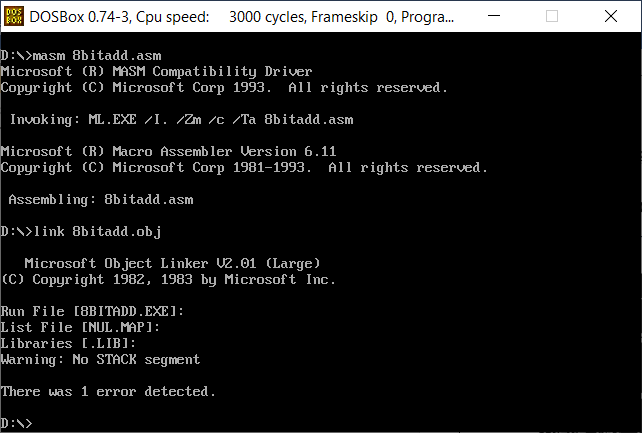 DOS BOX
DOSBox 0.74-3, Cpu speed: 3000 cycles, Frameskip 0, Progra...
D:\>masm 8bitadd.asm
Microsoft (R) MASM Compatibility Driver
Copyright (C) Microsoft Corp 1993.  All rights reserved.
Invoking: ML.EXE /I. /Zm /c /Ta 8bitadd.asm
Microsoft (R) Macro Assembler Version 6.11
Copyright (C) Microsoft Corp 1981-1993.  All rights reserved.
Assembling: 8bitadd.asm
D:\>link 8bitadd.obj
Microsoft Object Linker V2.01 (Large)
(C) Copyright 1982, 1983 by Microsoft Inc.
Run File [8BITADD.EXE]:
List File [NUL.MAP]:
Libraries [.LIB]:
Warning: No STACK segment
There was 1 error detected.
D:\>